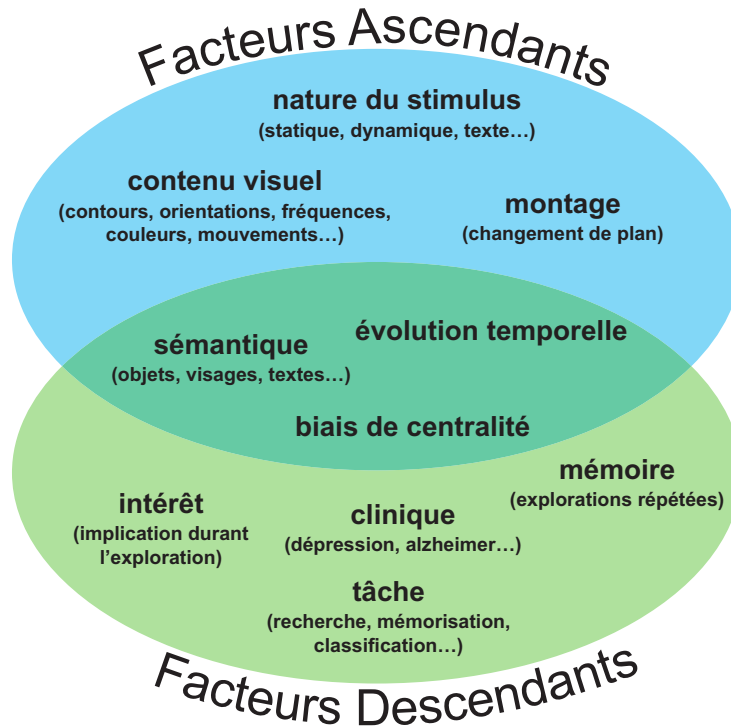 Facteurs Ascendants
nature du stimulus
(statique, dynamique, texte…)
contenu visuel
(contours, orientations, fréquences,
couleurs, mouvements…)
montage
(changement de plan)
évolution temporelle
sémantique
(objets, visages, textes…)
biais de centralité
mémoire
(explorations répétées)
intérêt
(implication durant
l’exploration)
clinique
(dépression, alzheimer…)
tâche
(recherche, mémorisation,
classification…)
Facteurs Descendants